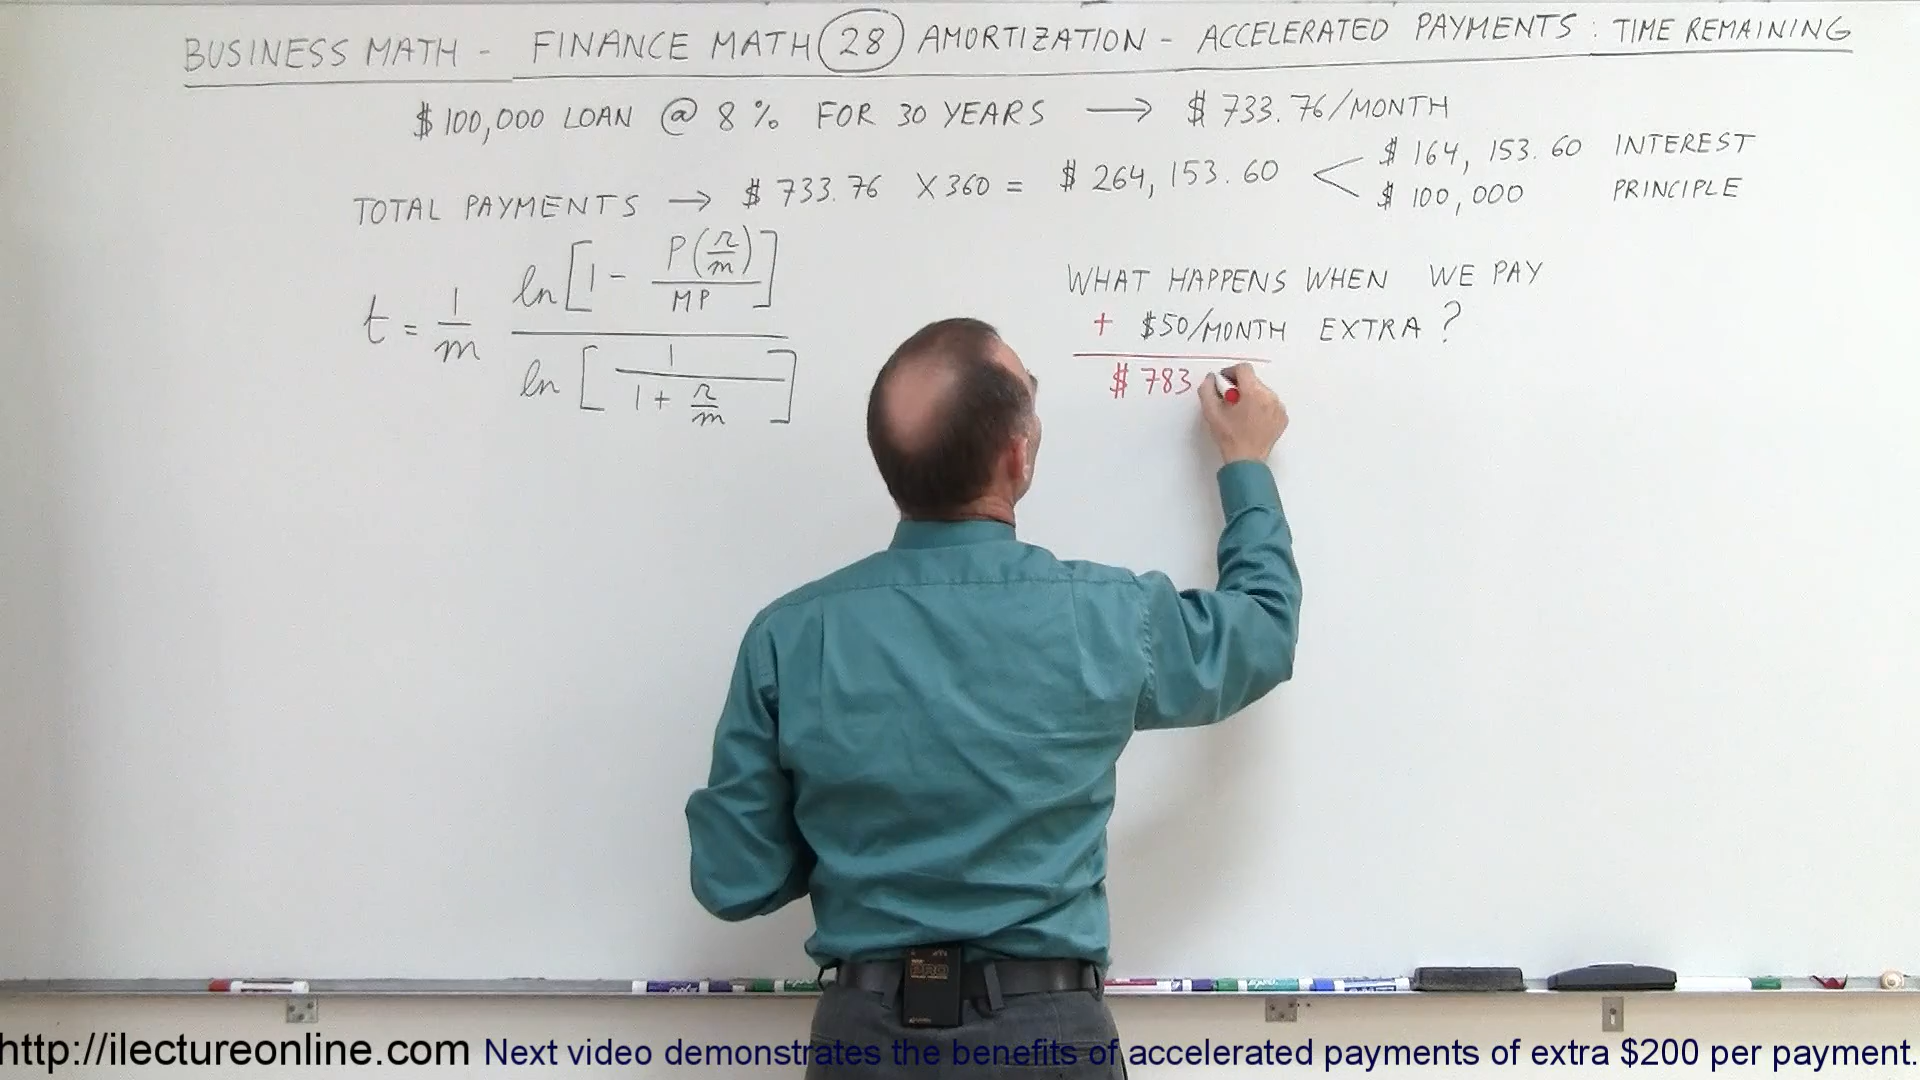 BUSINESS MATH - FINANCE MATH 28 AMORTIZATION - ACCELERATED PAYMENTS : TIME REMAINING
$100,000 LOAN @ 8% FOR 30 YEARS → $ 733.76/MONTH
TOTAL PAYMENTS → $ 733.76 X360 = $ 264,153.60 < $ 164,153.60 INTEREST
$ 100,000 PRINCIPLE
t = 1/m ln[1 - P(r/m)/MP] / ln[1/(1 + r/m)]
WHAT HAPPENS WHEN WE PAY
+ $50/MONTH EXTRA?
$ 783
PRO
http://ilectureonline.com Next video demonstrates the benefits of accelerated payments of extra $200 per payment.